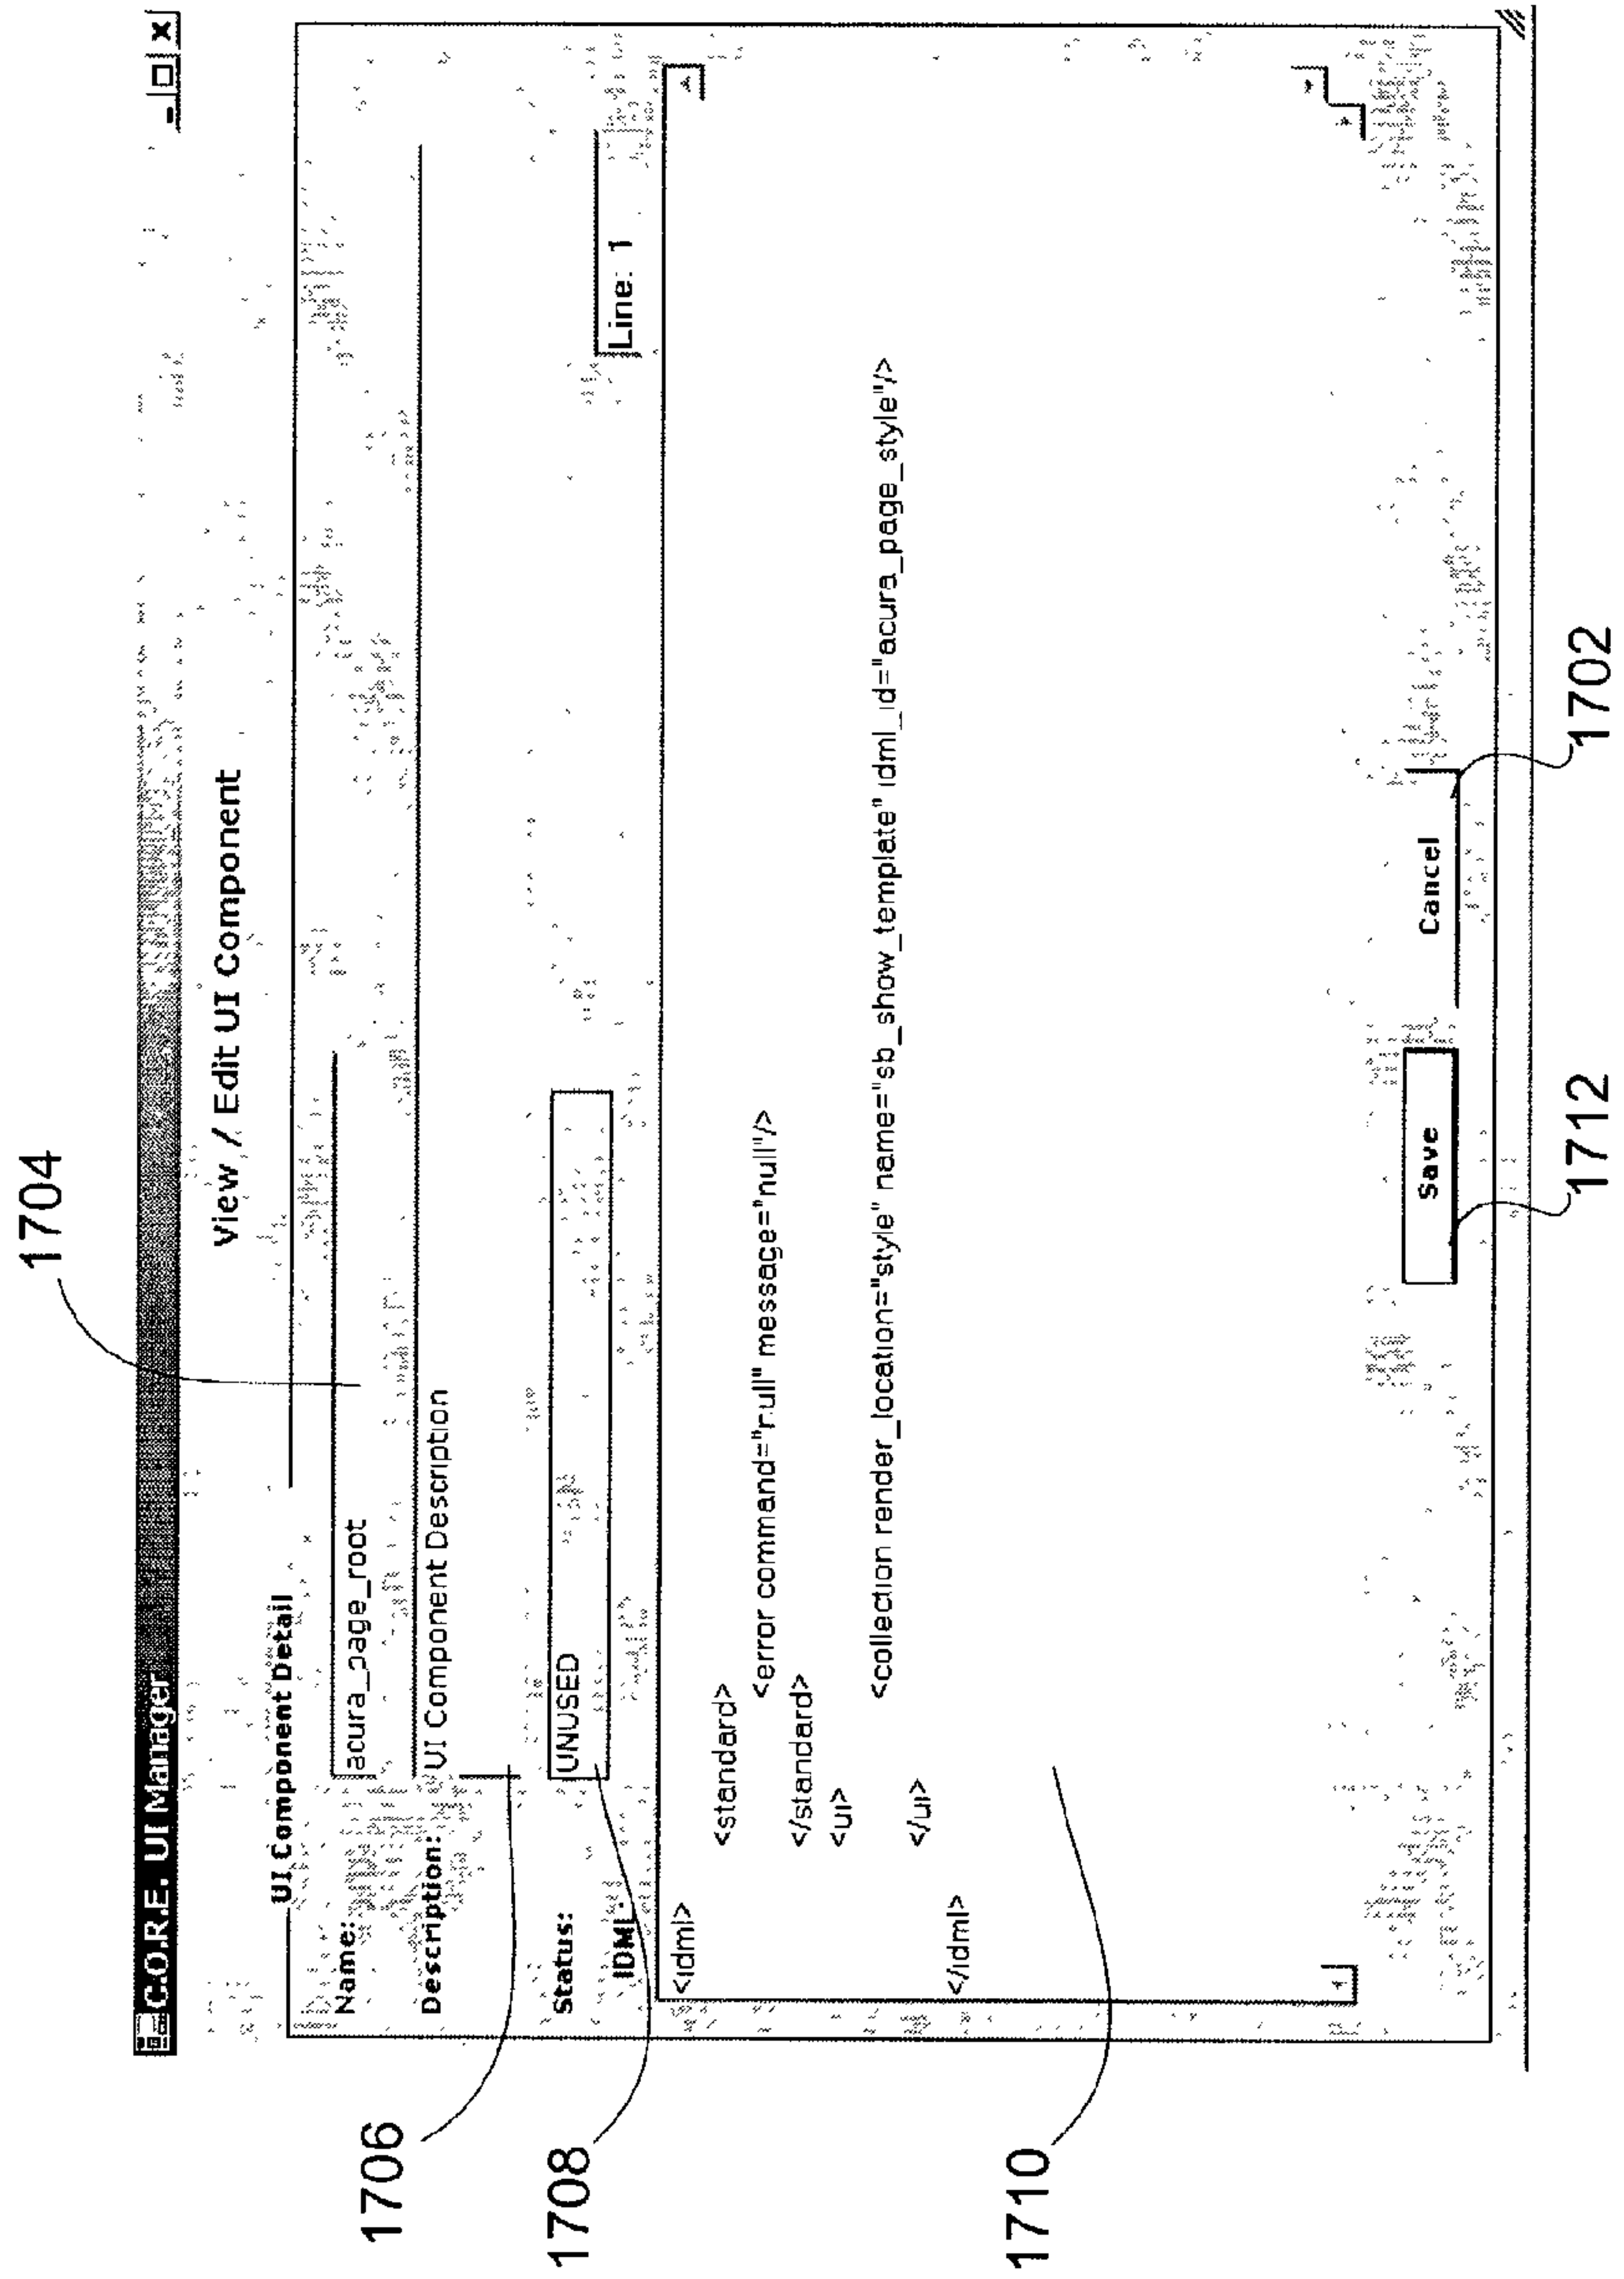 1704
C.O.R.E. UI Manager
View / Edit UI Component
UI Component Detail
Name: acura_page_root
Description: UI Component Description
1706
Status: UNUSED
1708
IDML:
Line: 1
<idml>
<standard>
<error command="null" message="null"/>
</standard>
<ui>
<collection render_location="style" name="sb_show_template" idml_id="acura_page_style"/>
</ui>
</idml>
1710
Save
Cancel
1712
1702